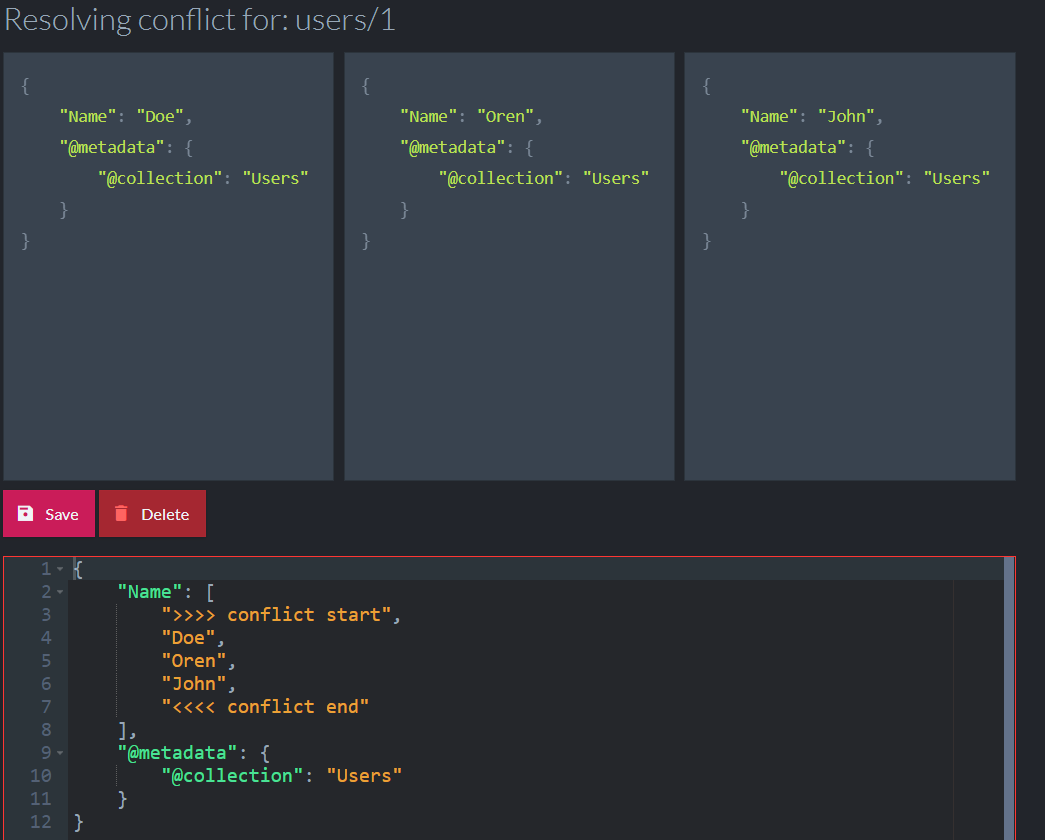 Resolving conflict for: users/1
{
    "Name": "Doe",
    "@metadata": {
        "@collection": "Users"
    }
}
{
    "Name": "Oren",
    "@metadata": {
        "@collection": "Users"
    }
}
{
    "Name": "John",
    "@metadata": {
        "@collection": "Users"
    }
}
Save Delete
1 {
2     "Name": [
3         ">>>> conflict start",
4         "Doe",
5         "Oren",
6         "John",
7         "<<<< conflict end"
8     ],
9     "@metadata": {
10         "@collection": "Users"
11     }
12 }